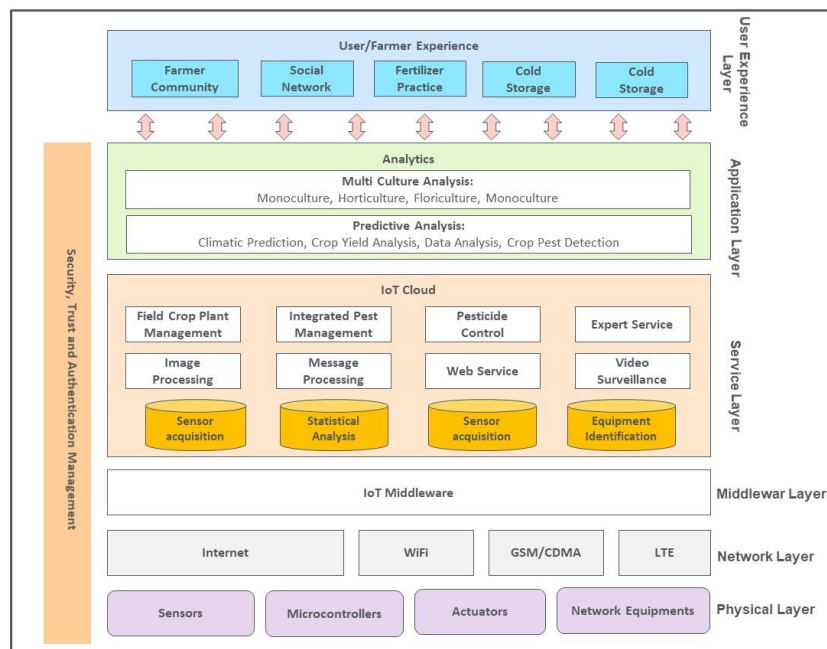 User/Farmer Experience
Farmer
Community
Social
Network
Fertilizer
Practice
Cold
Storage
Cold
Storage
User Experience
Layer
Analytics
Multi Culture Analysis:
Monoculture, Horticulture, Floriculture, Monoculture
Predictive Analysis:
Climatic Prediction, Crop Yield Analysis, Data Analysis, Crop Pest Detection
Application Layer
Security, Trust and Authentication Management
IoT Cloud
Field Crop Plant
Management
Integrated Pest
Management
Pesticide
Control
Expert Service
Image
Processing
Message
Processing
Web Service
Video
Surveillance
Sensor
acquisition
Statistical
Analysis
Sensor
acquisition
Equipment
Identification
Service Layer
IoT Middleware
Middlewar Layer
Internet
WiFi
GSM/CDMA
LTE
Network Layer
Sensors
Microcontrollers
Actuators
Network Equipments
Physical Layer